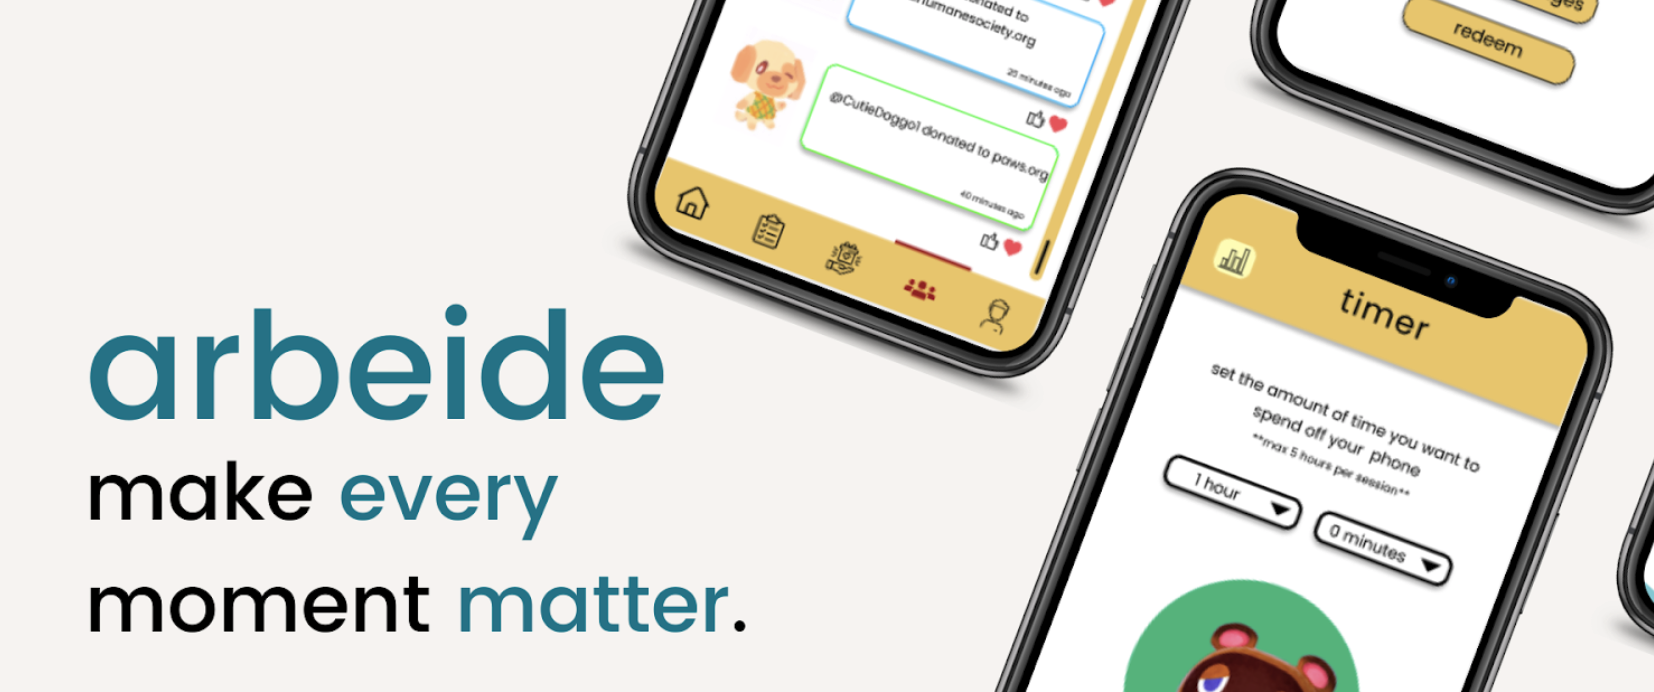 arbeide
make every
moment matter.
donated to
humanesociety.org
25 minutes ago
@CutieDoggo1 donated to paws.org
40 minutes ago
redeem
timer
set the amount of time you want to
spend off your phone
**max 5 hours per session**
1 hour
0 minutes